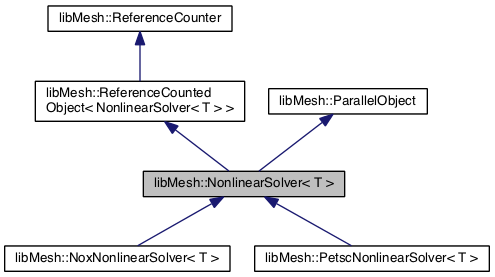 libMesh::ReferenceCounter
libMesh::ReferenceCounted
Object< NonlinearSolver< T > >
libMesh::ParallelObject
libMesh::NonlinearSolver< T >
libMesh::NoxNonlinearSolver< T >
libMesh::PetscNonlinearSolver< T >